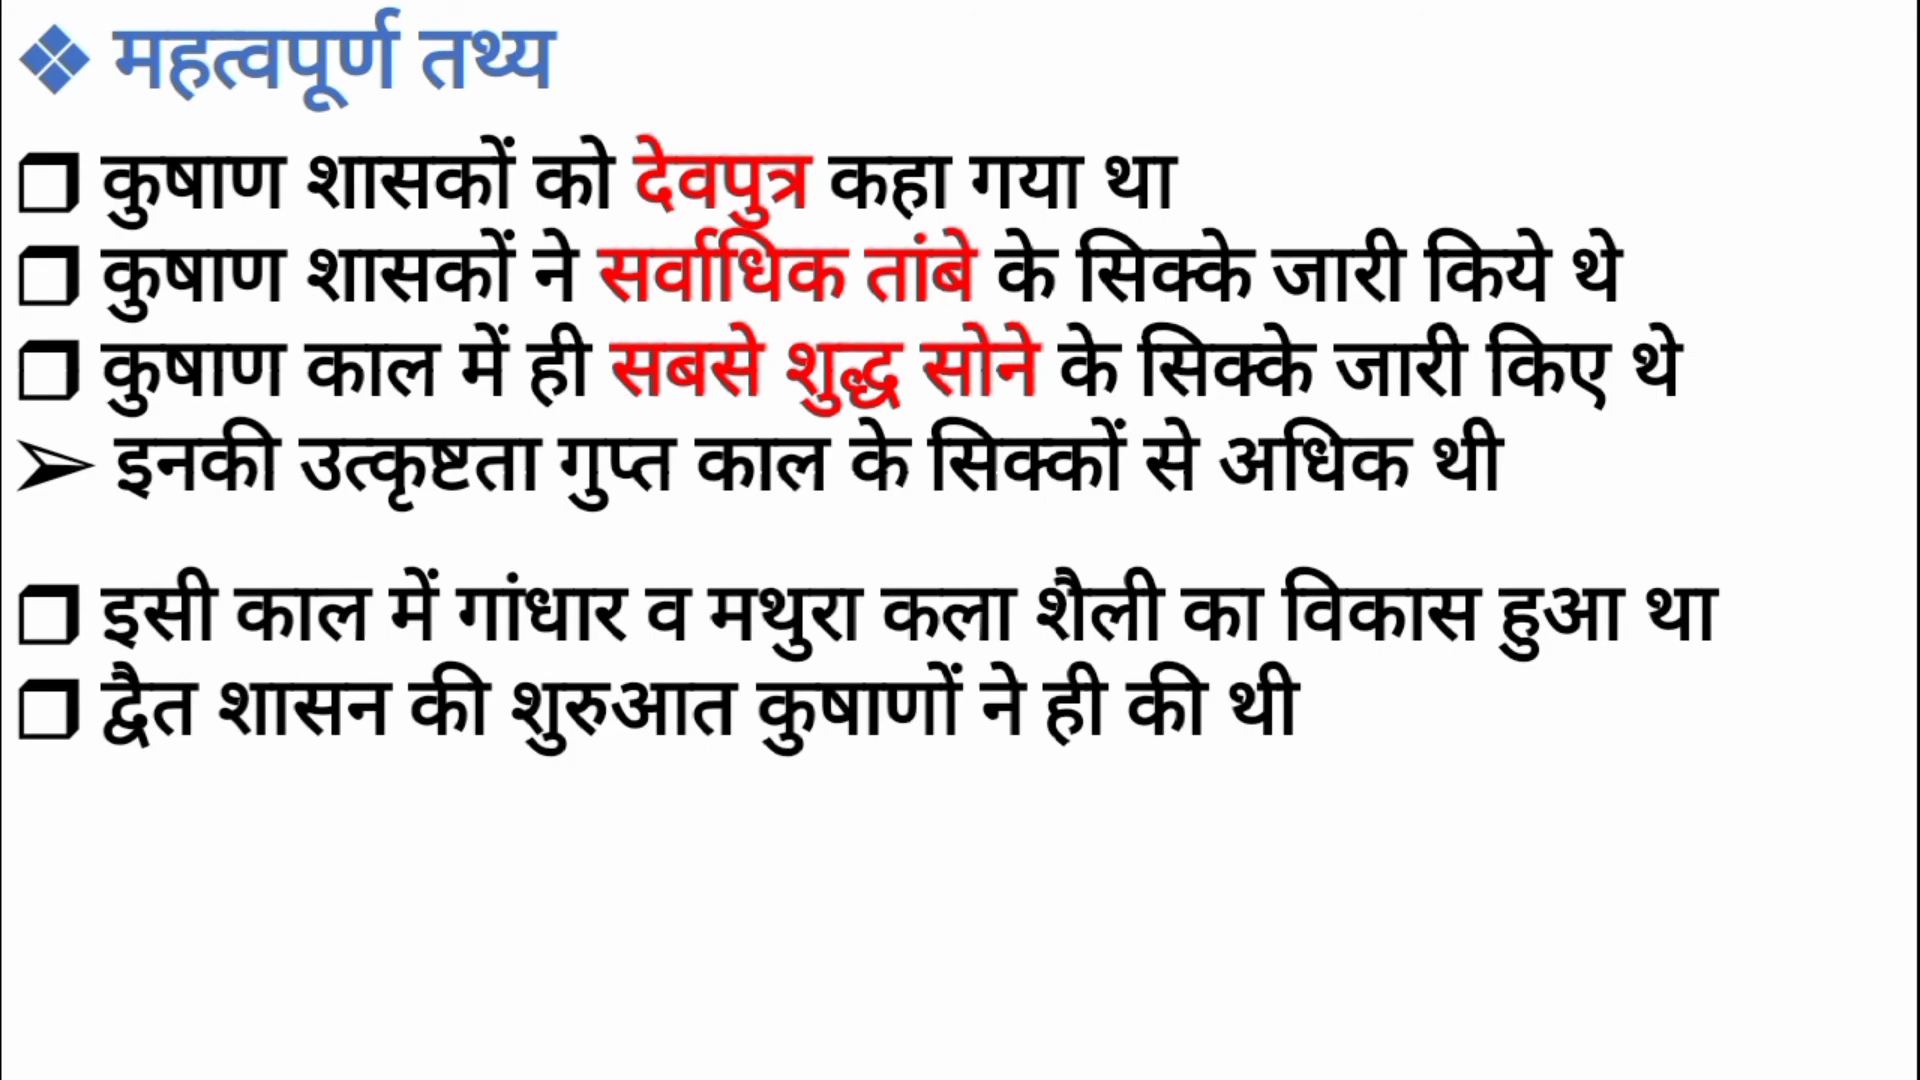 ❖ महत्वपूर्ण तथ्य
❒ कुषाण शासकों को देवपुत्र कहा गया था
❒ कुषाण शासकों ने सर्वाधिक तांबे के सिक्के जारी किये थे
❒ कुषाण काल में ही सबसे शुद्ध सोने के सिक्के जारी किए थे
➢ इनकी उत्कृष्टता गुप्त काल के सिक्कों से अधिक थी
❒ इसी काल में गांधार व मथुरा कला शैली का विकास हुआ था
❒ द्वैत शासन की शुरुआत कुषाणों ने ही की थी